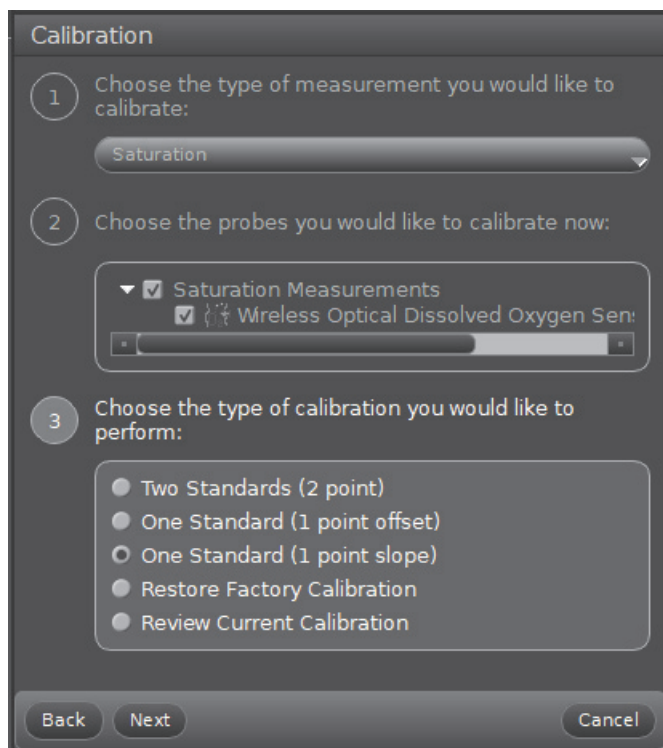 Calibration
1
Choose the type of measurement you would like to
calibrate:
Saturation
2
Choose the probes you would like to calibrate now:
Saturation Measurements
Wireless Optical Dissolved Oxygen Sen
3
Choose the type of calibration you would like to
perform:
Two Standards (2 point)
One Standard (1 point offset)
One Standard (1 point slope)
Restore Factory Calibration
Review Current Calibration
Back Next Cancel